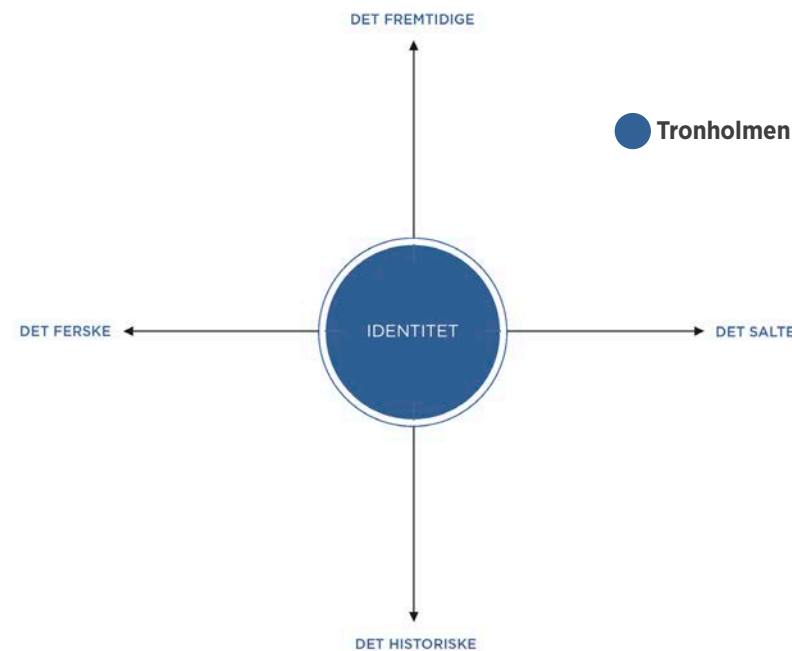 DET FREMTIDIGE
Tronholmen
DET FERSKE
IDENTITET
DET SALTE
DET HISTORISKE